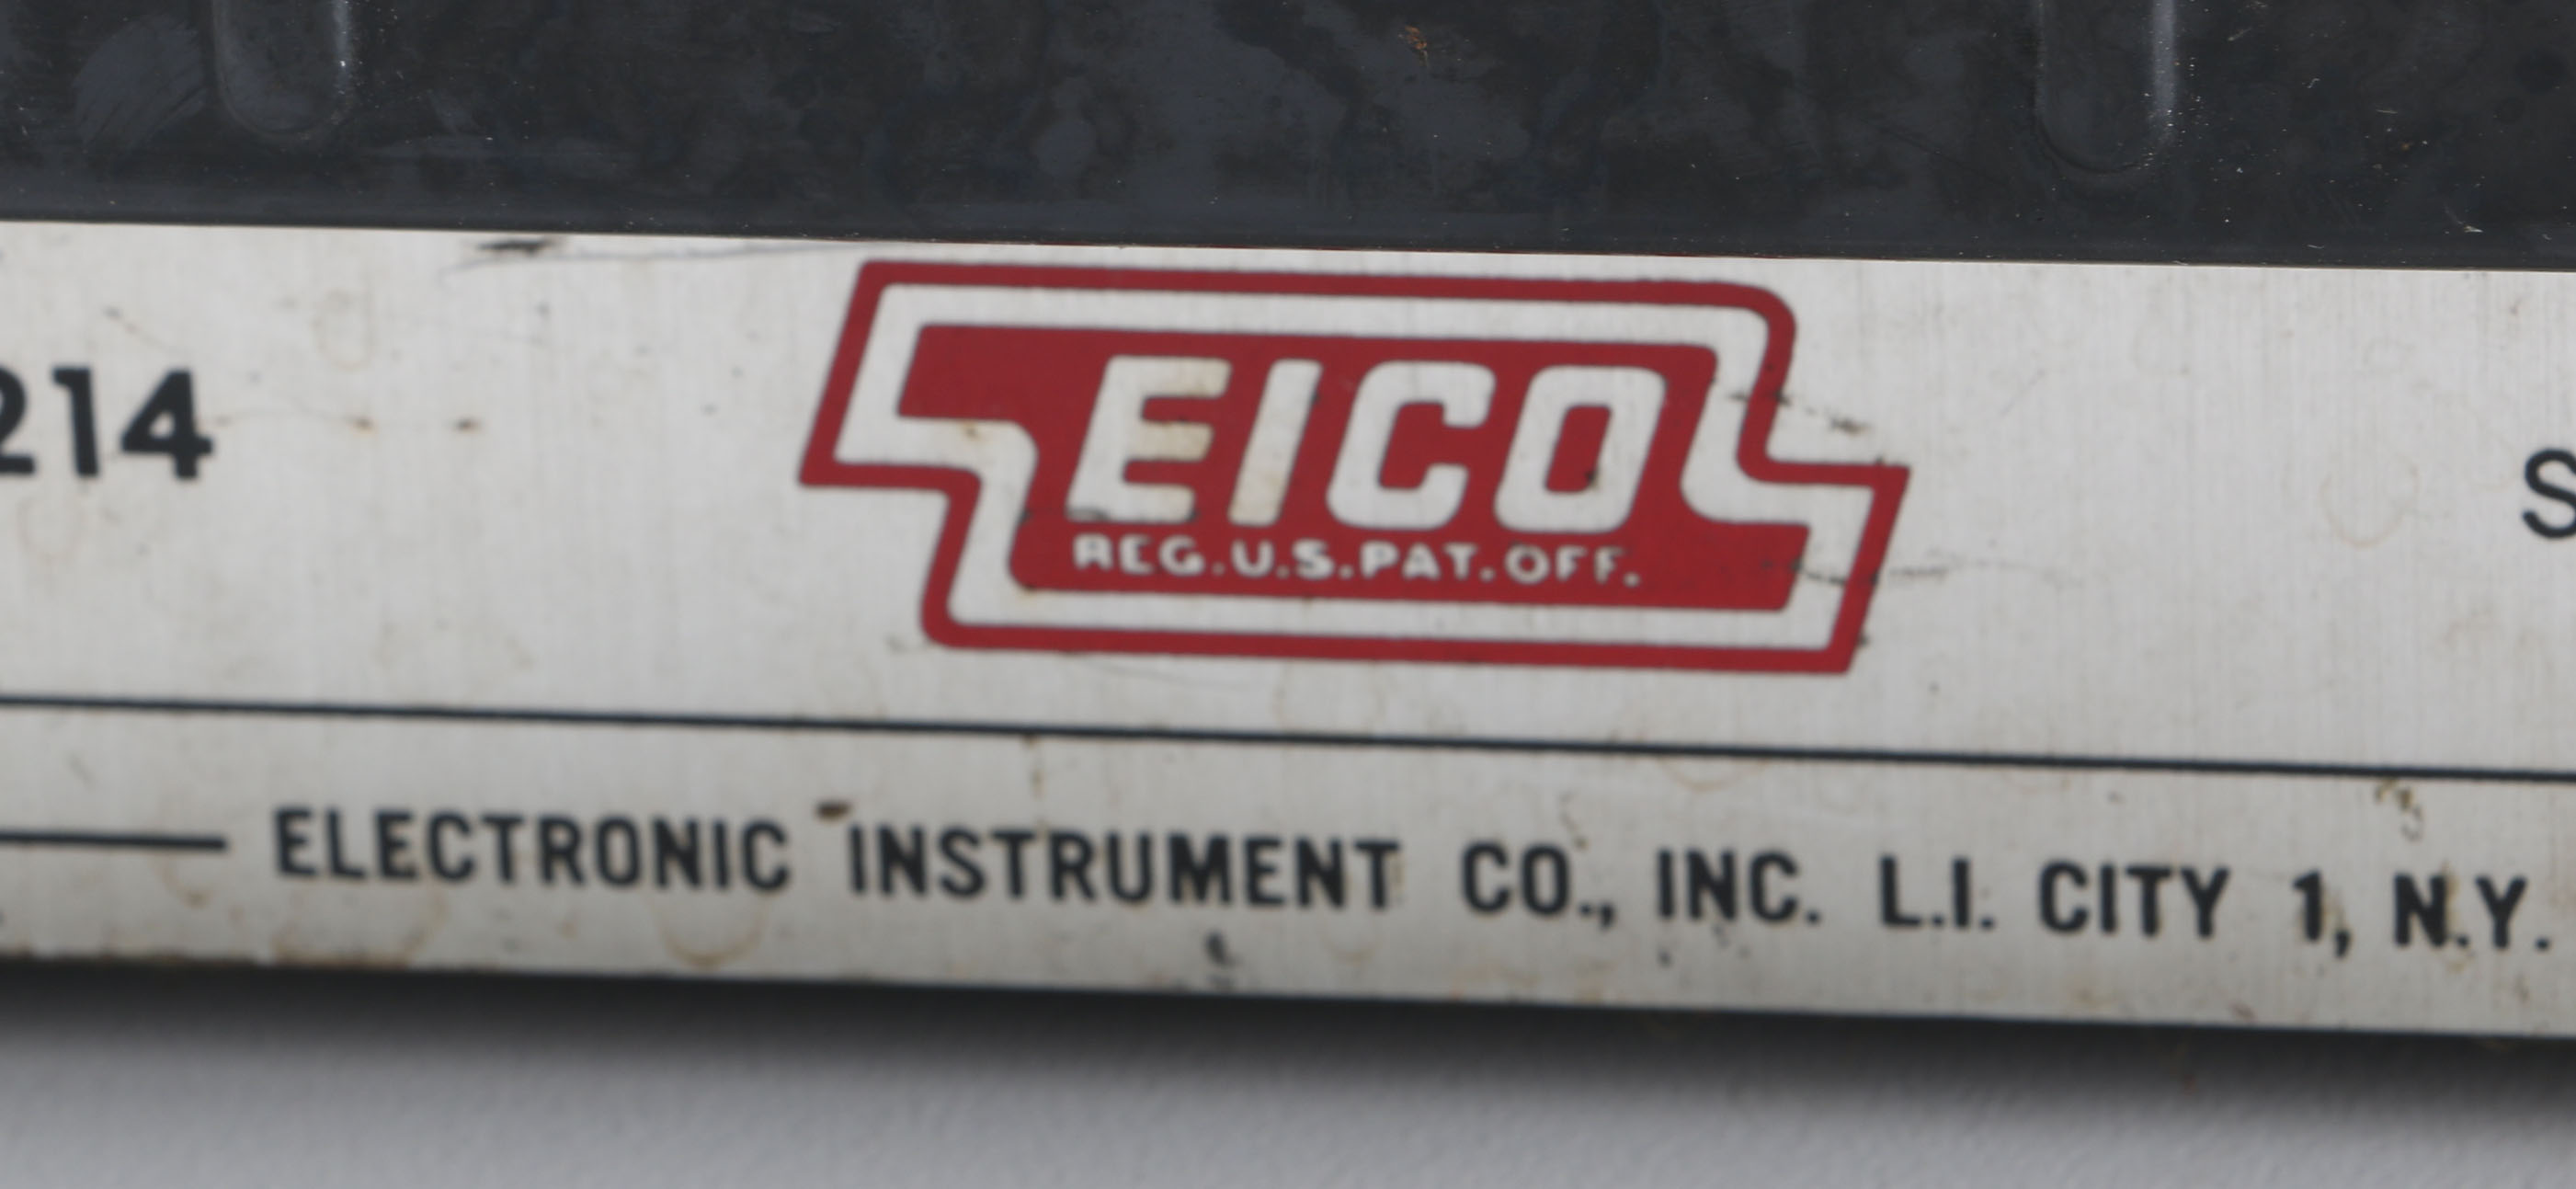 214
EICO
REG.U.S.PAT.OFF.
ELECTRONIC INSTRUMENT CO., INC. L.I. CITY 1, N.Y.